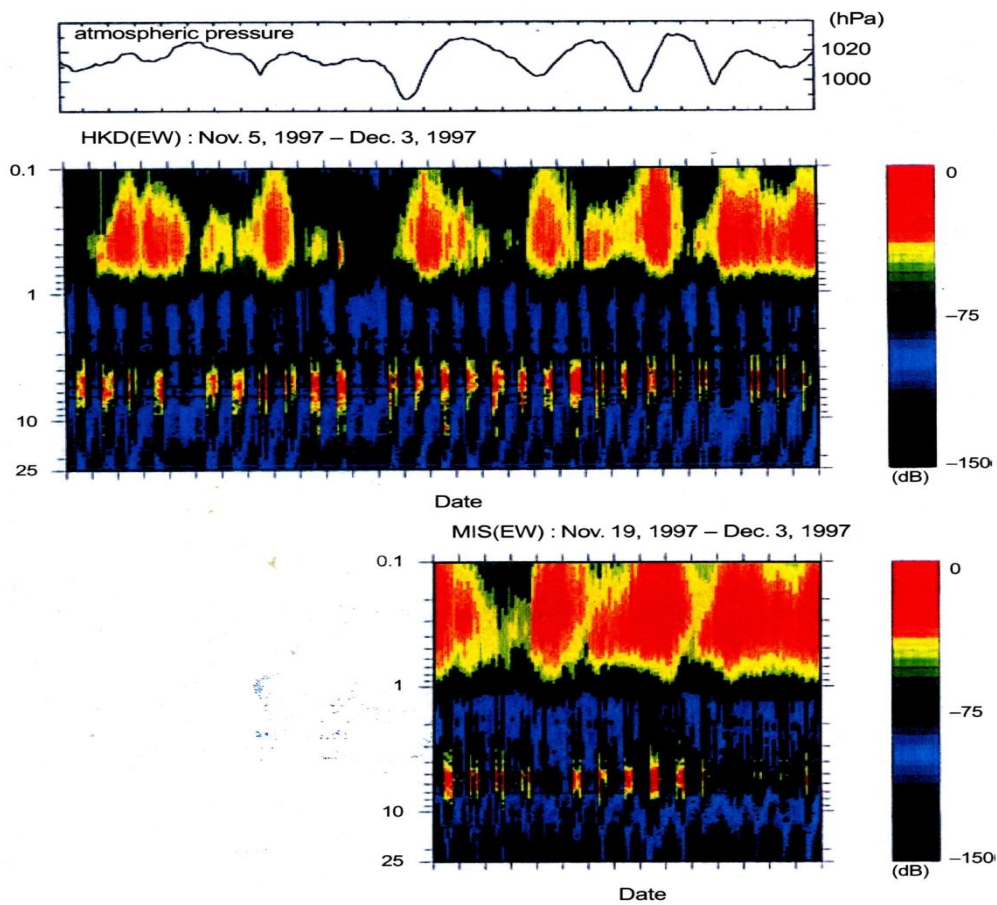 atmospheric pressure
(hPa)
1020
1000
HKD(EW) : Nov. 5, 1997 – Dec. 3, 1997
0.1
1
10
25
0
–75
–150
(dB)
Date
MIS(EW) : Nov. 19, 1997 – Dec. 3, 1997
0.1
1
10
25
0
–75
–150
(dB)
Date